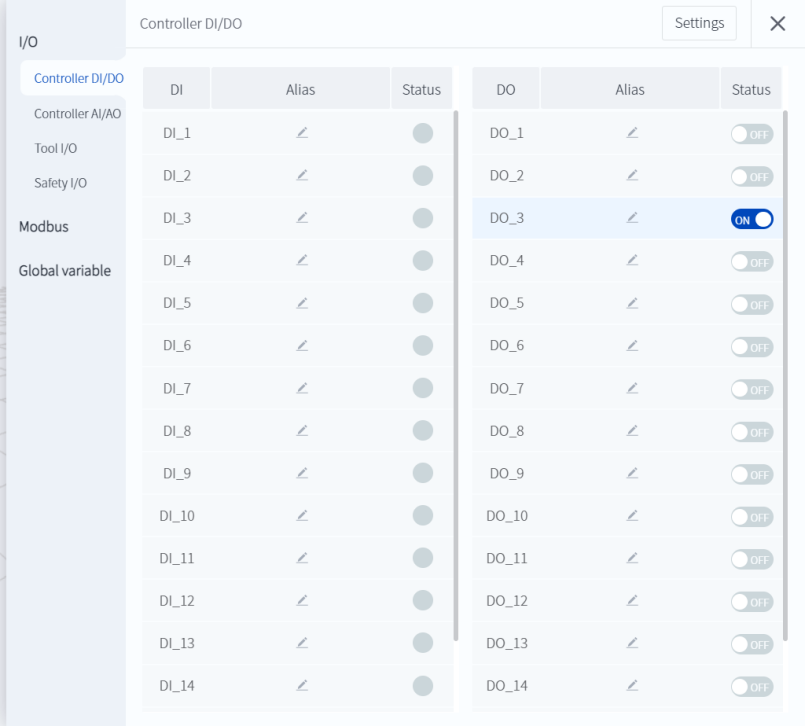 Controller DI/DO
Settings
I/O
Controller DI/DO
Controller AI/AO
Tool I/O
Safety I/O
Modbus
Global variable
DI Alias Status DO Alias Status
DI_1 DO_1 OFF
DI_2 DO_2 OFF
DI_3 DO_3 ON
DI_4 DO_4 OFF
DI_5 DO_5 OFF
DI_6 DO_6 OFF
DI_7 DO_7 OFF
DI_8 DO_8 OFF
DI_9 DO_9 OFF
DI_10 DO_10 OFF
DI_11 DO_11 OFF
DI_12 DO_12 OFF
DI_13 DO_13 OFF
DI_14 DO_14 OFF